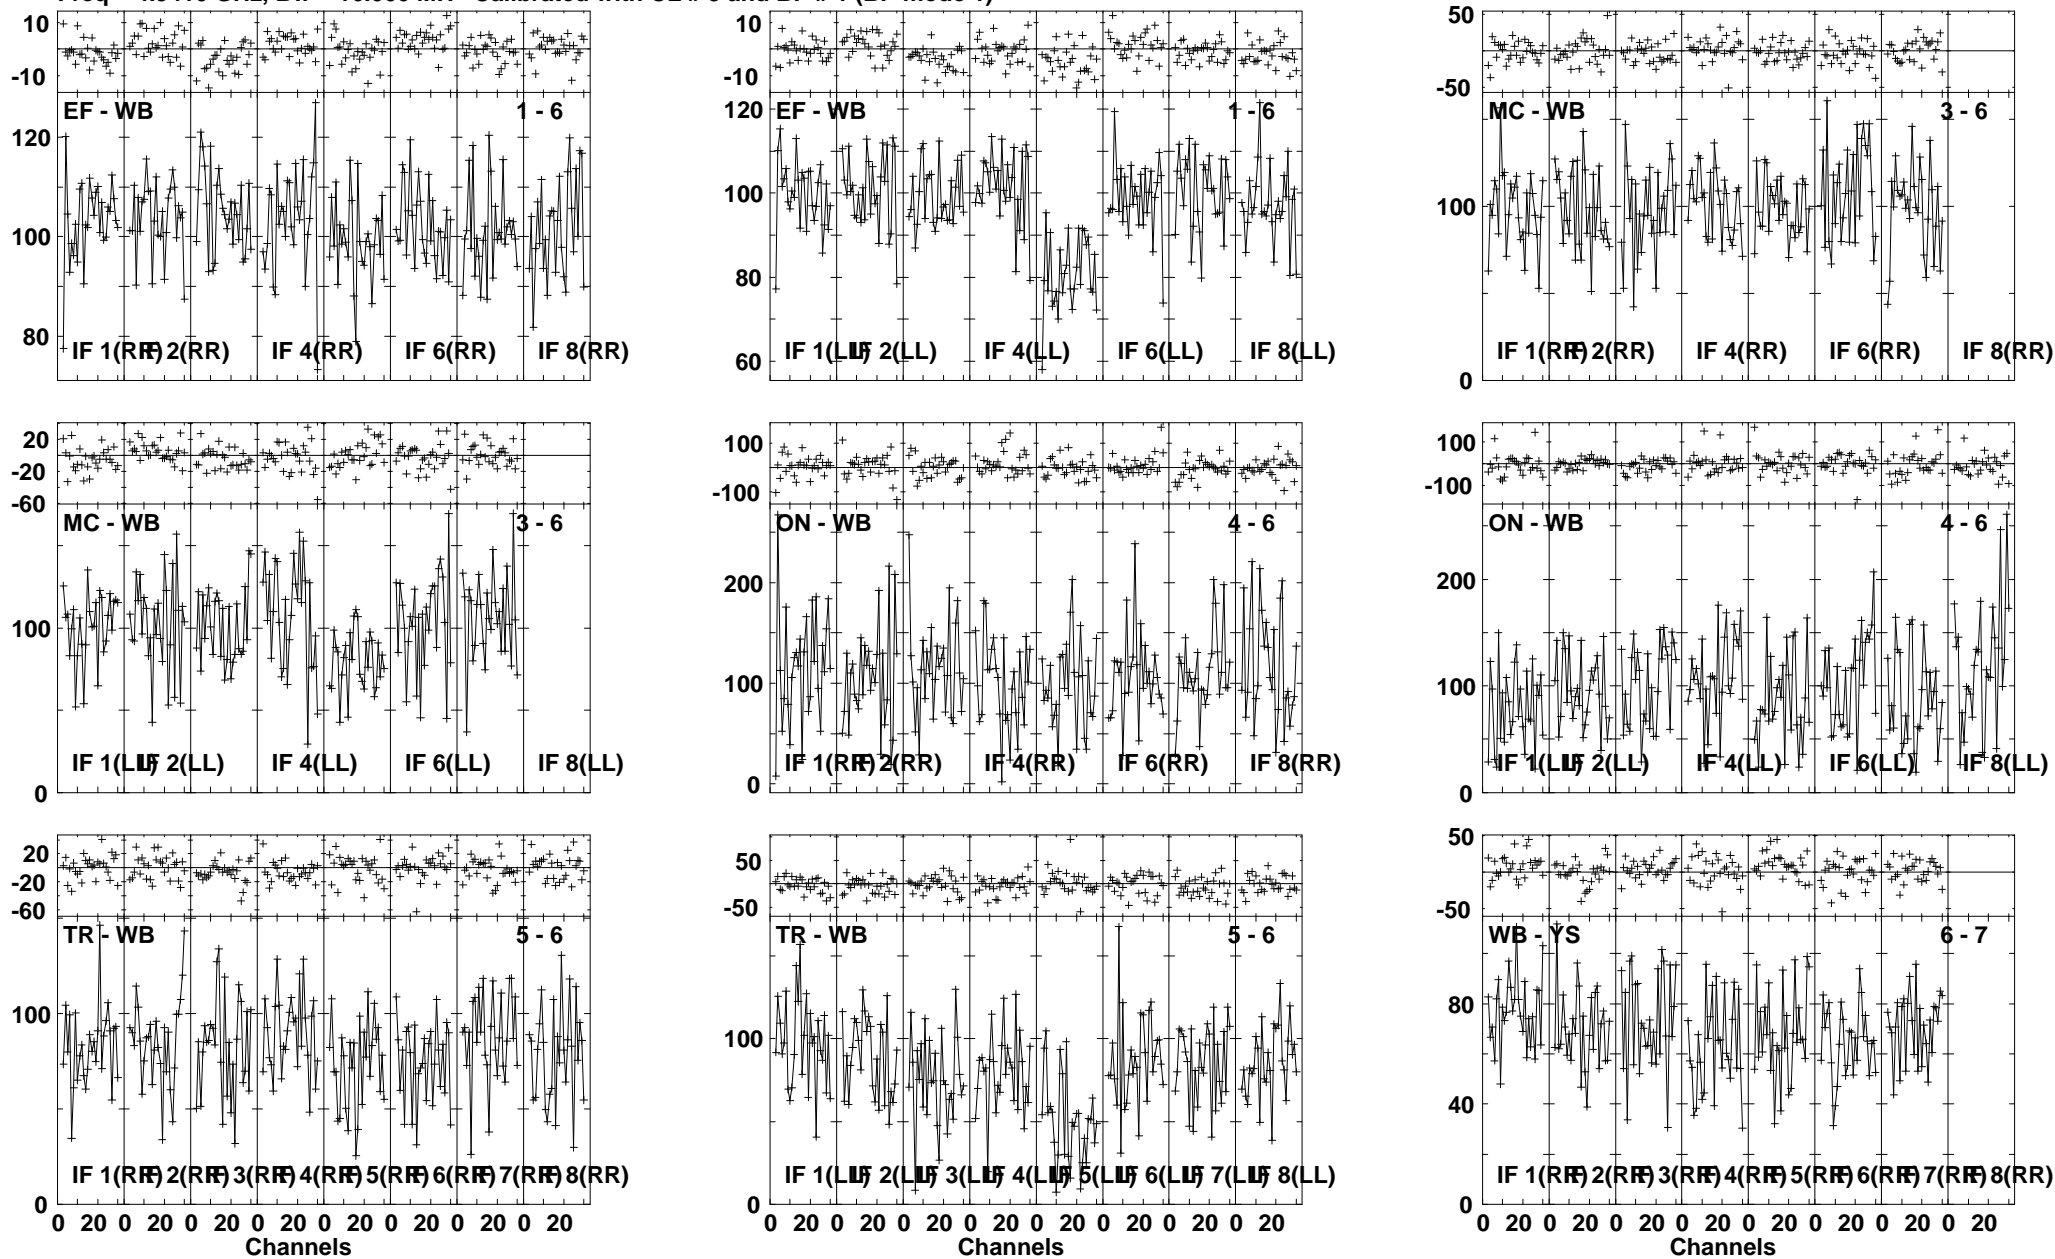 10
-10
EF - WB 1 - 6
120
100
80
IF 1(RR) IF 2(RR) IF 4(RR) IF 6(RR) IF 8(RR)
10
-10
EF - WB 1 - 6
120
100
80
60
IF 1(LL) IF 2(LL) IF 4(LL) IF 6(LL) IF 8(LL)
50
-50
MC - WB 3 - 6
100
0
IF 1(RR) IF 2(RR) IF 4(RR) IF 6(RR) IF 8(RR)
20
-20
-60
MC - WB 3 - 6
100
0
IF 1(LL) IF 2(LL) IF 4(LL) IF 6(LL) IF 8(LL)
100
-100
ON - WB 4 - 6
200
100
0
IF 1(RR) IF 2(RR) IF 4(RR) IF 6(RR) IF 8(RR)
100
-100
ON - WB 4 - 6
200
100
0
IF 1(LL) IF 2(LL) IF 4(LL) IF 6(LL) IF 8(LL)
20
-20
-60
TR - WB 5 - 6
100
0
IF 1(RR) IF 2(RR) IF 3(RR) IF 4(RR) IF 5(RR) IF 6(RR) IF 7(RR) IF 8(RR)
0 20 0 20 0 20 0 20 0 20 0 20 0 20 0 20
Channels
50
-50
TR - WB 5 - 6
100
0
IF 1(LL) IF 2(LL) IF 3(LL) IF 4(LL) IF 5(LL) IF 6(LL) IF 7(LL) IF 8(LL)
0 20 0 20 0 20 0 20 0 20 0 20 0 20 0 20
Channels
50
-50
WB - YS 6 - 7
80
40
0
IF 1(RR) IF 2(RR) IF 3(RR) IF 4(RR) IF 5(RR) IF 6(RR) IF 7(RR) IF 8(RR)
0 20 0 20 0 20 0 20 0 20 0 20 0 20 0 20
Channels